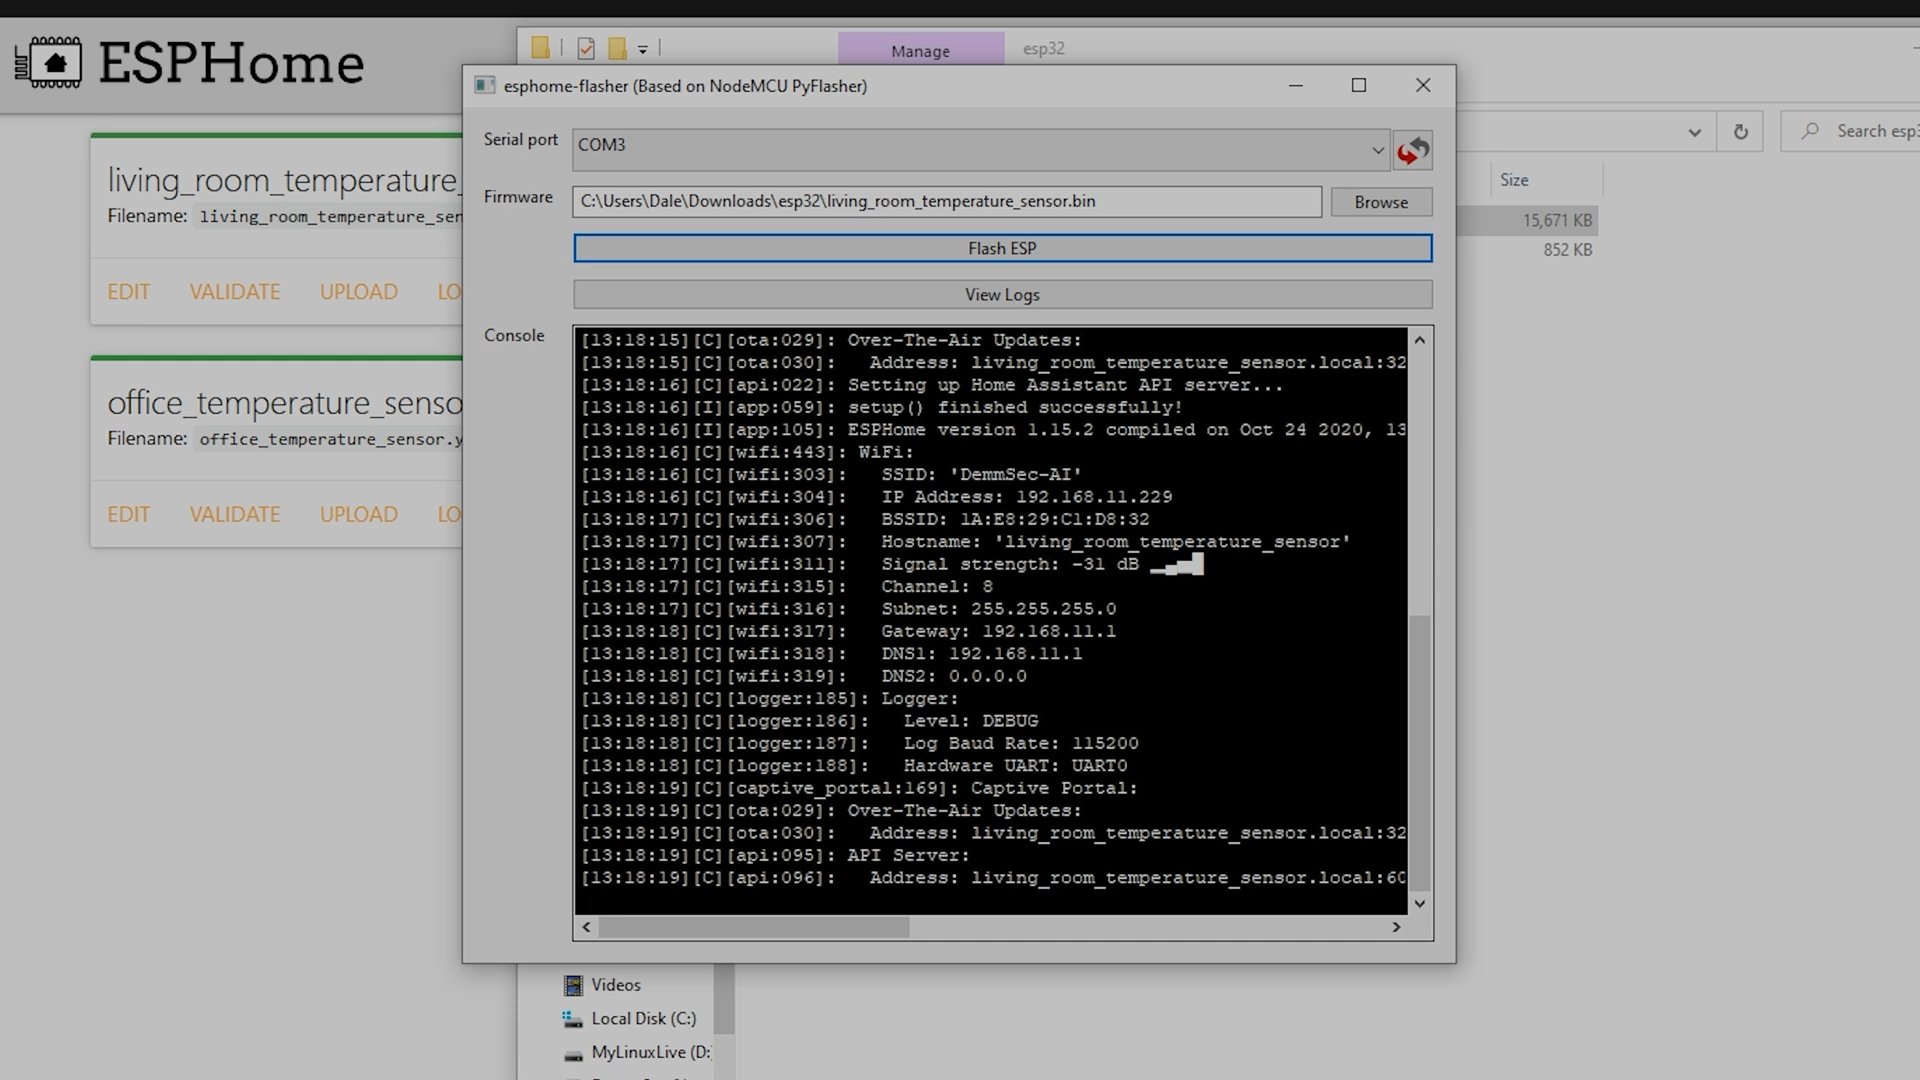 ESPHome
Manage
esp32
esphome-flasher (Based on NodeMCU PyFlasher)
Serial port
COM3
Search esp3
living_room_temperature_
Firmware
C:\Users\Dale\Downloads\esp32\living_room_temperature_sensor.bin
Browse
Size
Filename: living_room_temperature_sen
15,671 KB
Flash ESP
852 KB
EDIT VALIDATE UPLOAD LO
View Logs
Console
[13:18:15][C][ota:029]: Over-The-Air Updates:
[13:18:15][C][ota:030]:   Address: living_room_temperature_sensor.local:32
[13:18:16][C][api:022]: Setting up Home Assistant API server...
[13:18:16][I][app:059]: setup() finished successfully!
[13:18:16][I][app:105]: ESPHome version 1.15.2 compiled on Oct 24 2020, 13
[13:18:16][C][wifi:443]: WiFi:
[13:18:16][C][wifi:303]:   SSID: 'DemmSec-AI'
[13:18:16][C][wifi:304]:   IP Address: 192.168.11.229
[13:18:17][C][wifi:306]:   BSSID: 1A:E8:29:C1:D8:32
[13:18:17][C][wifi:307]:   Hostname: 'living_room_temperature_sensor'
[13:18:17][C][wifi:311]:   Signal strength: -31 dB ▂▄▆█
[13:18:17][C][wifi:315]:   Channel: 8
[13:18:17][C][wifi:316]:   Subnet: 255.255.255.0
[13:18:18][C][wifi:317]:   Gateway: 192.168.11.1
[13:18:18][C][wifi:318]:   DNS1: 192.168.11.1
[13:18:18][C][wifi:319]:   DNS2: 0.0.0.0
[13:18:18][C][logger:185]: Logger:
[13:18:18][C][logger:186]:   Level: DEBUG
[13:18:18][C][logger:187]:   Log Baud Rate: 115200
[13:18:18][C][logger:188]:   Hardware UART: UART0
[13:18:19][C][captive_portal:169]: Captive Portal:
[13:18:19][C][ota:029]: Over-The-Air Updates:
[13:18:19][C][ota:030]:   Address: living_room_temperature_sensor.local:32
[13:18:19][C][api:095]: API Server:
[13:18:19][C][api:096]:   Address: living_room_temperature_sensor.local:60
office_temperature_senso
Filename: office_temperature_sensor.y
EDIT VALIDATE UPLOAD LO
Videos
Local Disk (C:)
MyLinuxLive (D: